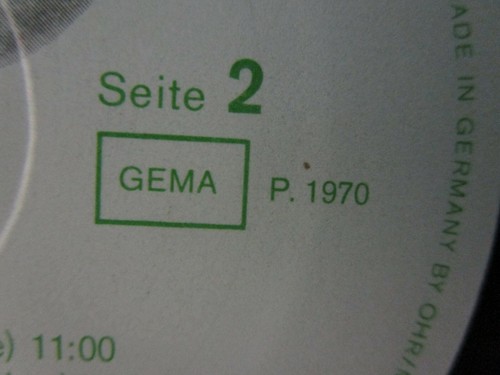 Seite 2
GEMA
P. 1970
11:00
ADE IN GERMANY BY OHR/